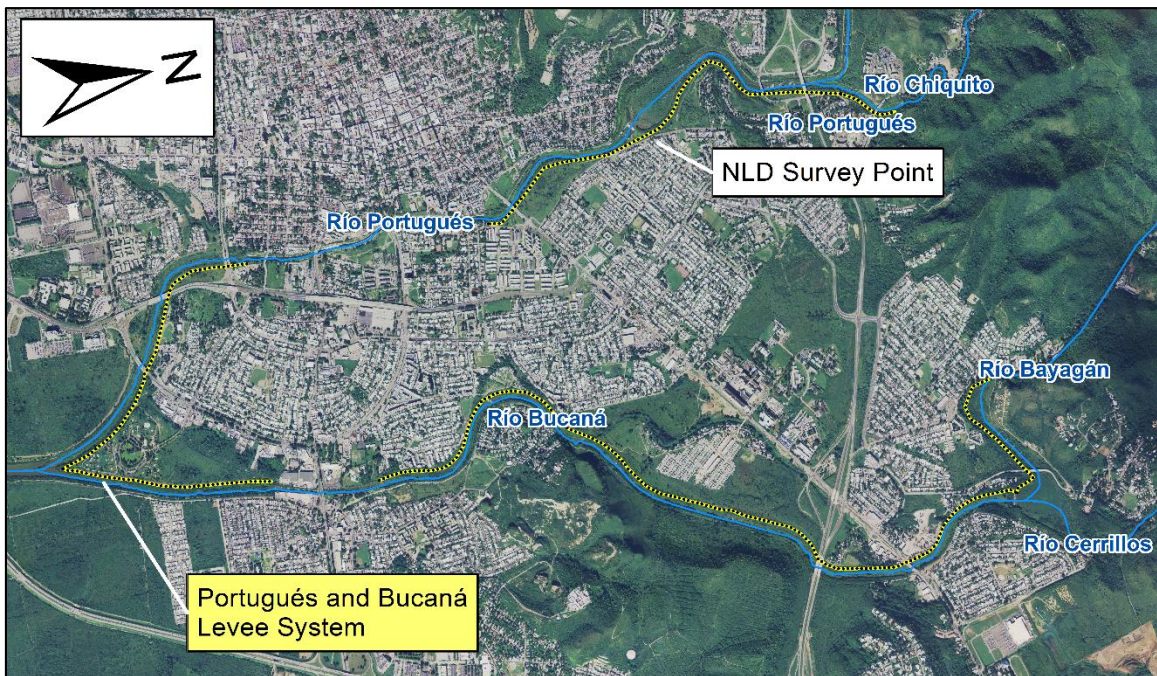 N
Río Chiquito
Río Portugués
NLD Survey Point
Río Portugués
Río Bayagán
Río Bucaná
Río Cerrillos
Portugués and Bucaná
Levee System